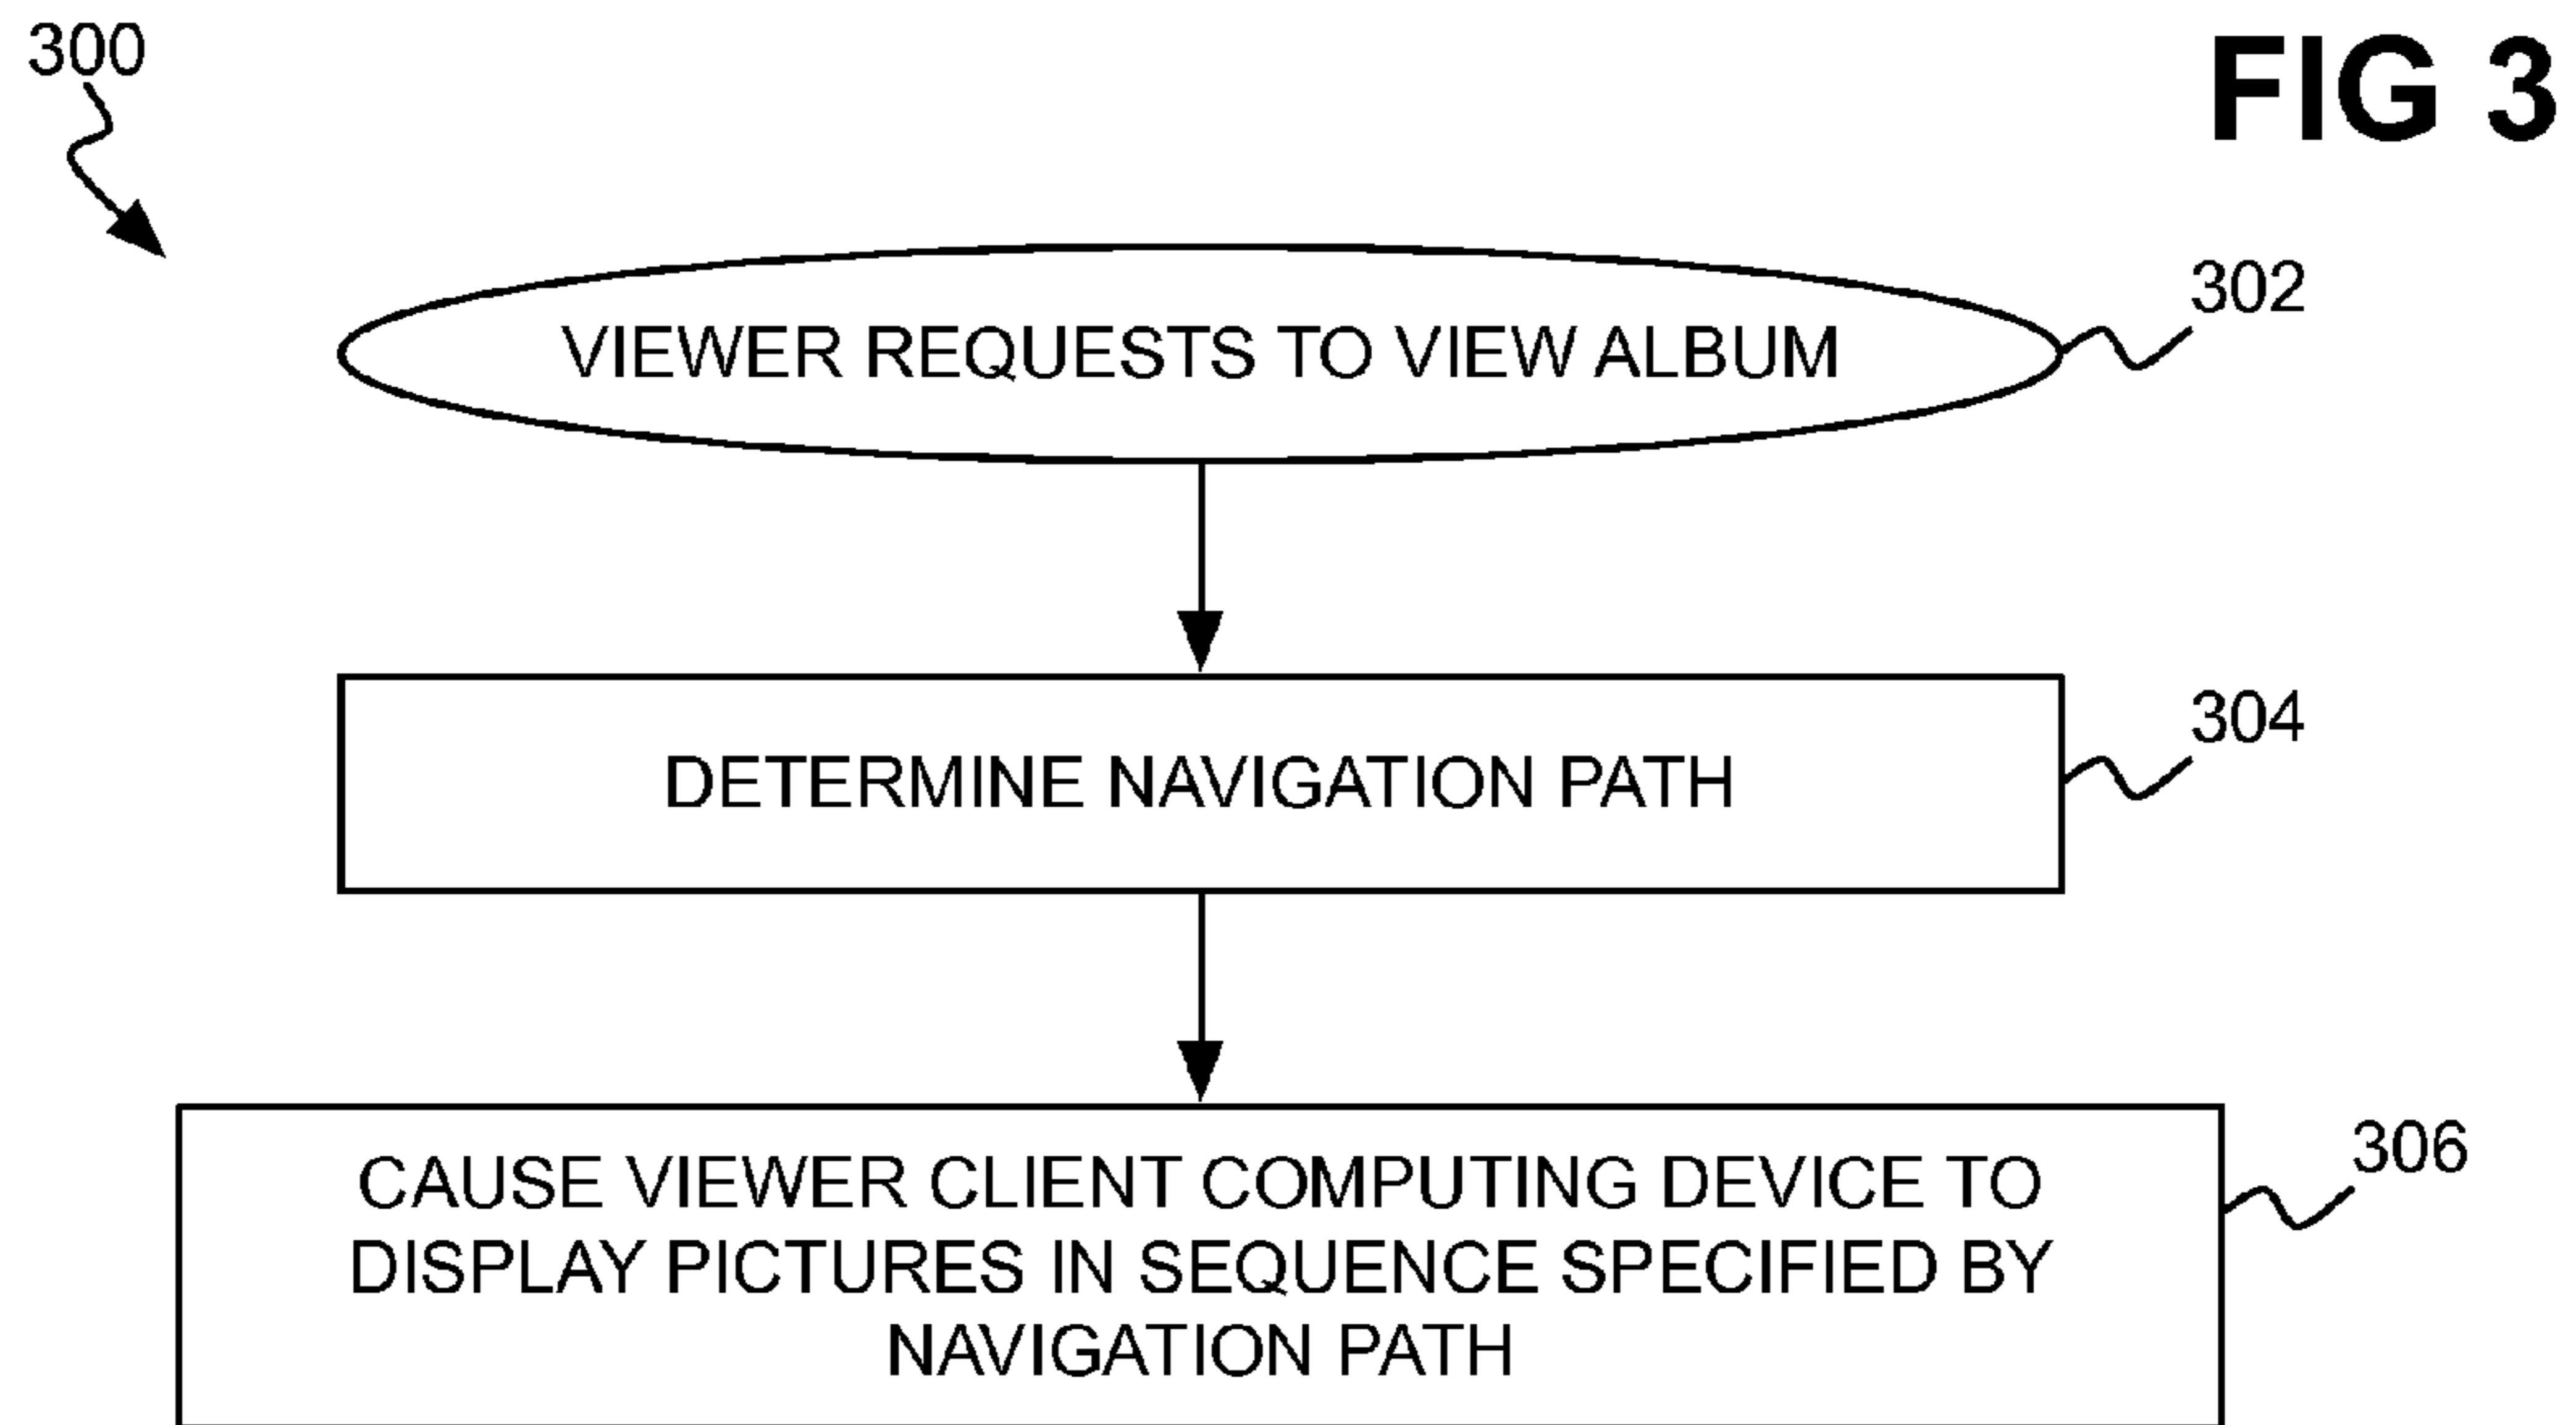 300
FIG 3
302
VIEWER REQUESTS TO VIEW ALBUM
304
DETERMINE NAVIGATION PATH
306
CAUSE VIEWER CLIENT COMPUTING DEVICE TO
DISPLAY PICTURES IN SEQUENCE SPECIFIED BY
NAVIGATION PATH